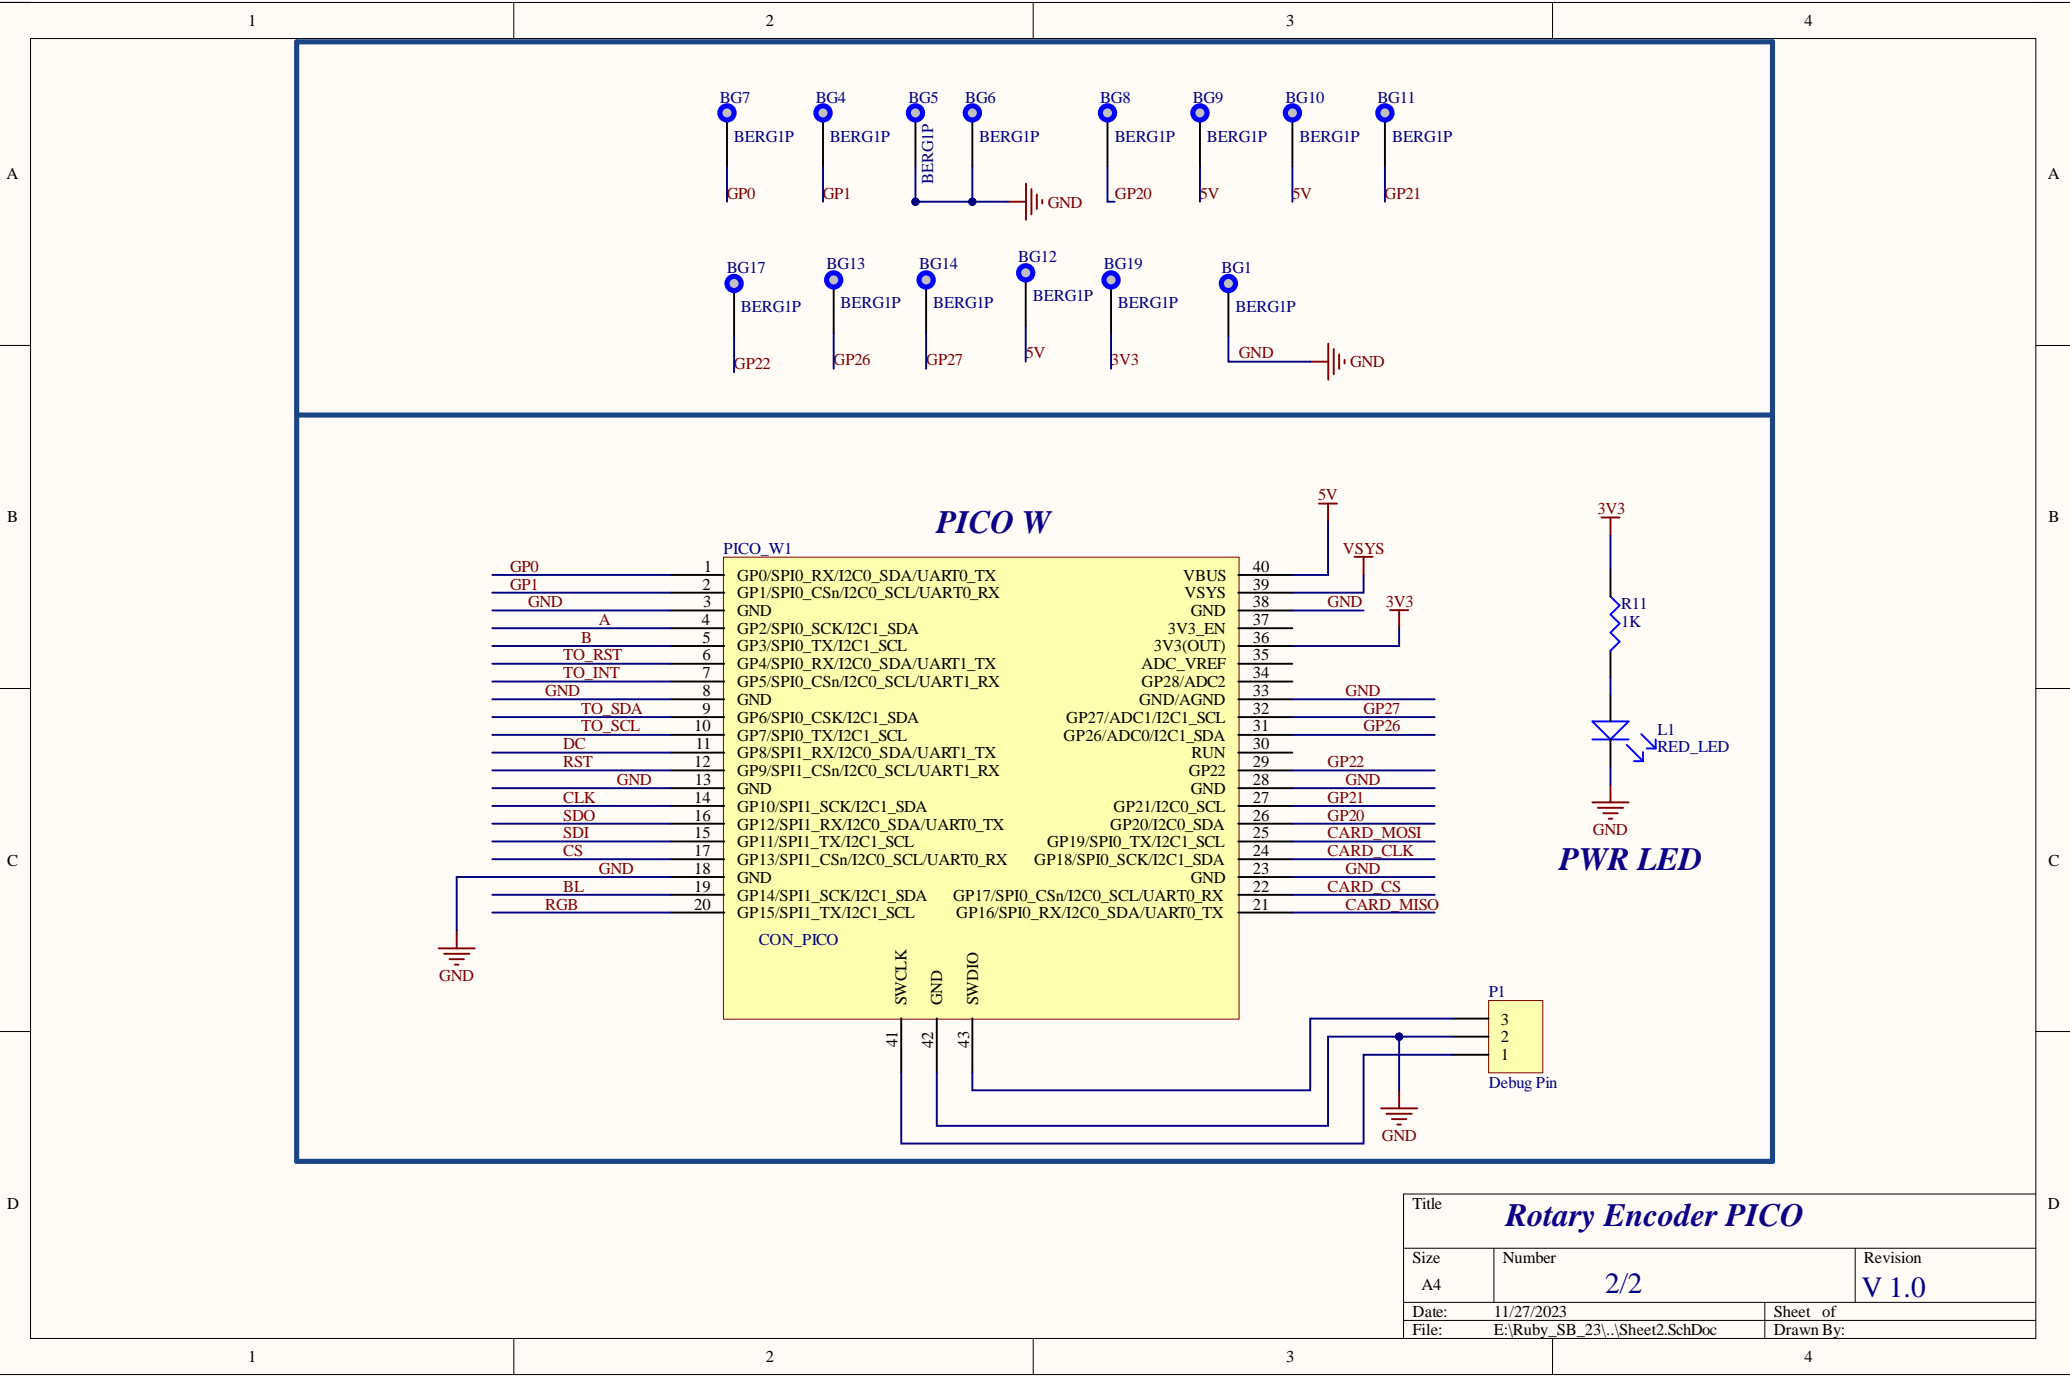 1 2 3 4
A A
BG7 BG4 BG5 BG6 BG8 BG9 BG10 BG11
BERG1P BERG1P BERG1P BERG1P BERG1P BERG1P BERG1P BERG1P
GP0 GP1 GND GP20 5V 5V GP21
BG17 BG13 BG14 BG12 BG19 BG1
BERG1P BERG1P BERG1P BERG1P BERG1P BERG1P
GP22 GP26 GP27 5V 3V3 GND GND
B B
PICO W
5V
VSYS
3V3
PICO_W1
GP0 1 GP0/SPI0_RX/I2C0_SDA/UART0_TX VBUS 40
GP1 2 GP1/SPI0_CSn/I2C0_SCL/UART0_RX VSYS 39
GND 3 GND GND 38 GND 3V3
A 4 GP2/SPI0_SCK/I2C1_SDA 3V3_EN 37
B 5 GP3/SPI0_TX/I2C1_SCL 3V3(OUT) 36
TO_RST 6 GP4/SPI0_RX/I2C0_SDA/UART1_TX ADC_VREF 35
TO_INT 7 GP5/SPI0_CSn/I2C0_SCL/UART1_RX GP28/ADC2 34
GND 8 GND GND/AGND 33 GND
TO_SDA 9 GP6/SPI0_CSK/I2C1_SDA GP27/ADC1/I2C1_SCL 32 GP27
TO_SCL 10 GP7/SPI0_TX/I2C1_SCL GP26/ADC0/I2C1_SDA 31 GP26
DC 11 GP8/SPI1_RX/I2C0_SDA/UART1_TX RUN 30
RST 12 GP9/SPI1_CSn/I2C0_SCL/UART1_RX GP22 29 GP22
GND 13 GND GND 28 GND
CLK 14 GP10/SPI1_SCK/I2C1_SDA GP21/I2C0_SCL 27 GP21
SDO 16 GP12/SPI1_RX/I2C0_SDA/UART0_TX GP20/I2C0_SDA 26 GP20
SDI 15 GP11/SPI1_TX/I2C1_SCL GP19/SPI0_TX/I2C1_SCL 25 CARD_MOSI
CS 17 GP13/SPI1_CSn/I2C0_SCL/UART0_RX GP18/SPI0_SCK/I2C1_SDA 24 CARD_CLK
GND 18 GND GND 23 GND
BL 19 GP14/SPI1_SCK/I2C1_SDA GP17/SPI0_CSn/I2C0_SCL/UART0_RX 22 CARD_CS
RGB 20 GP15/SPI1_TX/I2C1_SCL GP16/SPI0_RX/I2C0_SDA/UART0_TX 21 CARD_MISO
CON_PICO
GND
SWCLK GND SWDIO
41 42 43
R11
1K
L1
RED_LED
GND
PWR LED
C C
P1
3
2
1
Debug Pin
GND
D D
Title Rotary Encoder PICO
Size Number Revision
A4 2/2 V 1.0
Date: 11/27/2023 Sheet of
File: E:\Ruby_SB_23\..\Sheet2.SchDoc Drawn By:
1 2 3 4